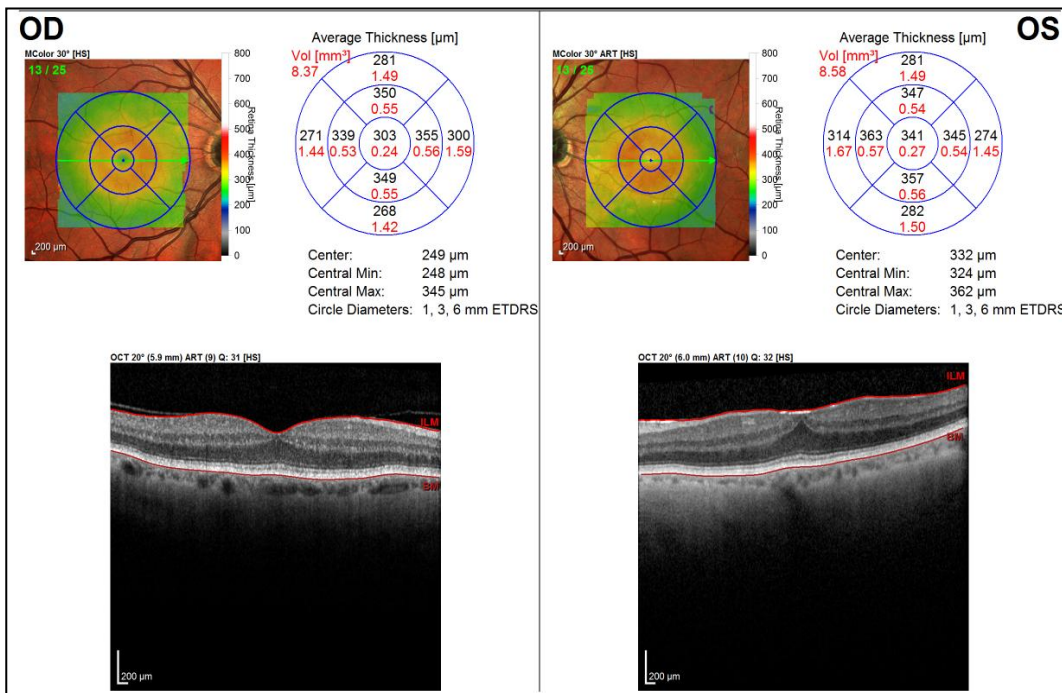 OD
OS
MColor 30° [HS]
13 / 25
200 µm
800
700
600
500
400
300
200
100
0
Retina Thickness [µm]
Average Thickness [µm]
Vol [mm³]
8.37
281
1.49
350
0.55
271 339 303 355 300
1.44 0.53 0.24 0.56 1.59
349
0.55
268
1.42
Center: 249 µm
Central Min: 248 µm
Central Max: 345 µm
Circle Diameters: 1, 3, 6 mm ETDRS
MColor 30° ART [HS]
13 / 25
200 µm
800
700
600
500
400
300
200
100
0
Retina Thickness [µm]
Average Thickness [µm]
Vol [mm³]
8.58
281
1.49
347
0.54
314 363 341 345 274
1.67 0.57 0.27 0.54 1.45
357
0.56
282
1.50
Center: 332 µm
Central Min: 324 µm
Central Max: 362 µm
Circle Diameters: 1, 3, 6 mm ETDRS
OCT 20° (5.9 mm) ART (9) Q: 31 [HS]
ILM
BM
200 µm
OCT 20° (6.0 mm) ART (10) Q: 32 [HS]
ILM
BM
200 µm